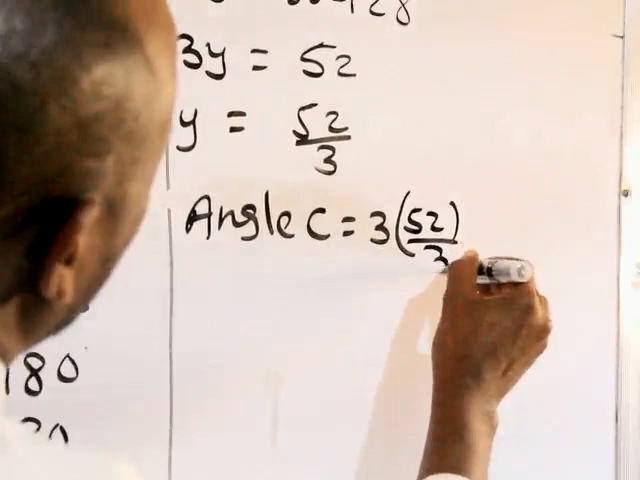 180
3y = 52
y = 52/3
Angle C = 3(52/3